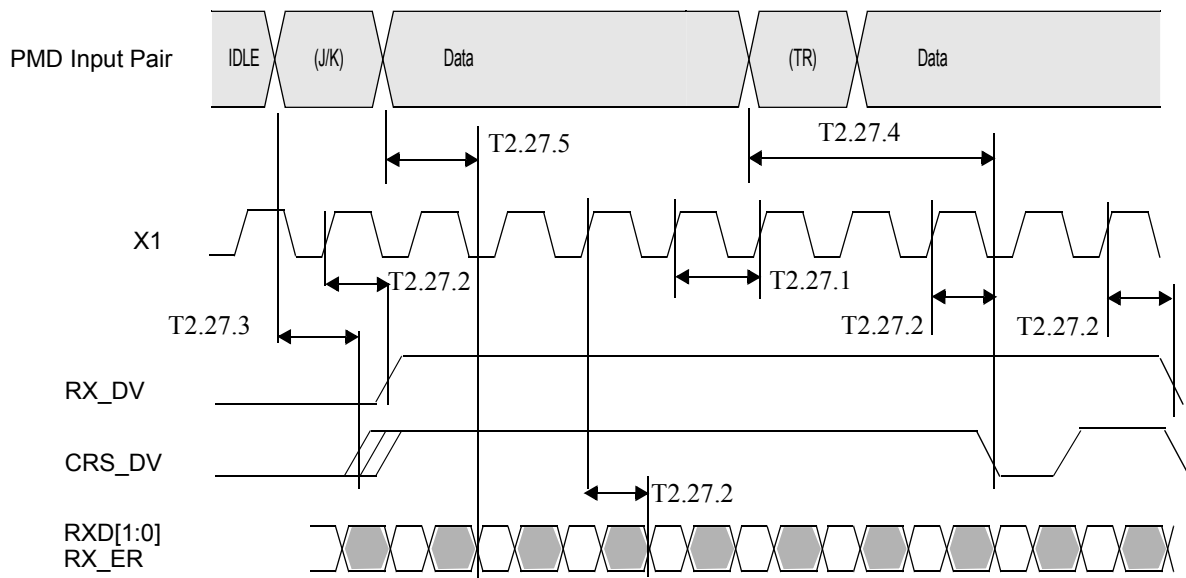 PMD Input Pair
IDLE
(J/K)
Data
(TR)
Data
T2.27.5
T2.27.4
X1
T2.27.2
T2.27.1
T2.27.3
T2.27.2
T2.27.2
RX_DV
CRS_DV
T2.27.2
RXD[1:0]
RX_ER